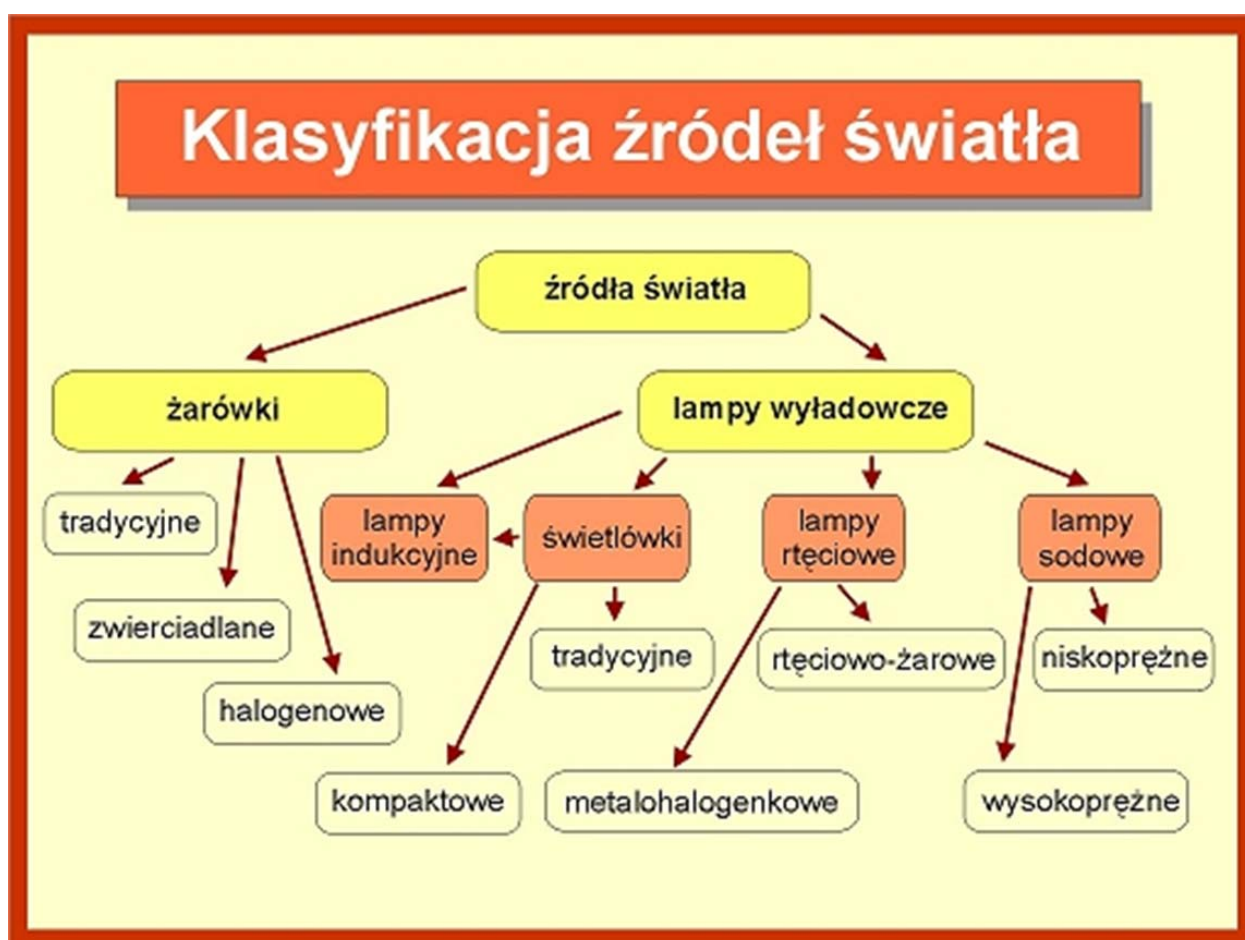 Klasyfikacja źródeł światła
źródła światła
żarówki
lampy wyładowcze
tradycyjne
lampy
indukcyjne
świetlówki
lampy
rtęciowe
lampy
sodowe
zwierciadlane
tradycyjne
rtęciowo-żarowe
niskoprężne
halogenowe
kompaktowe
metalohalogenkowe
wysokoprężne